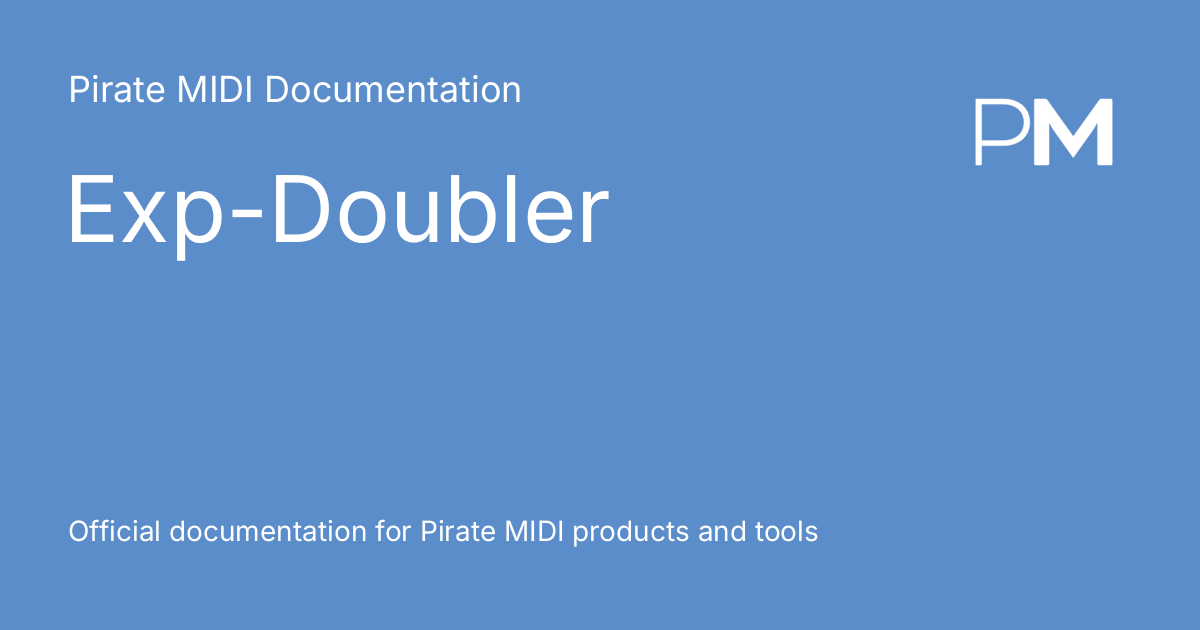 Pirate MIDI Documentation
PM
Exp-Doubler
Official documentation for Pirate MIDI products and tools